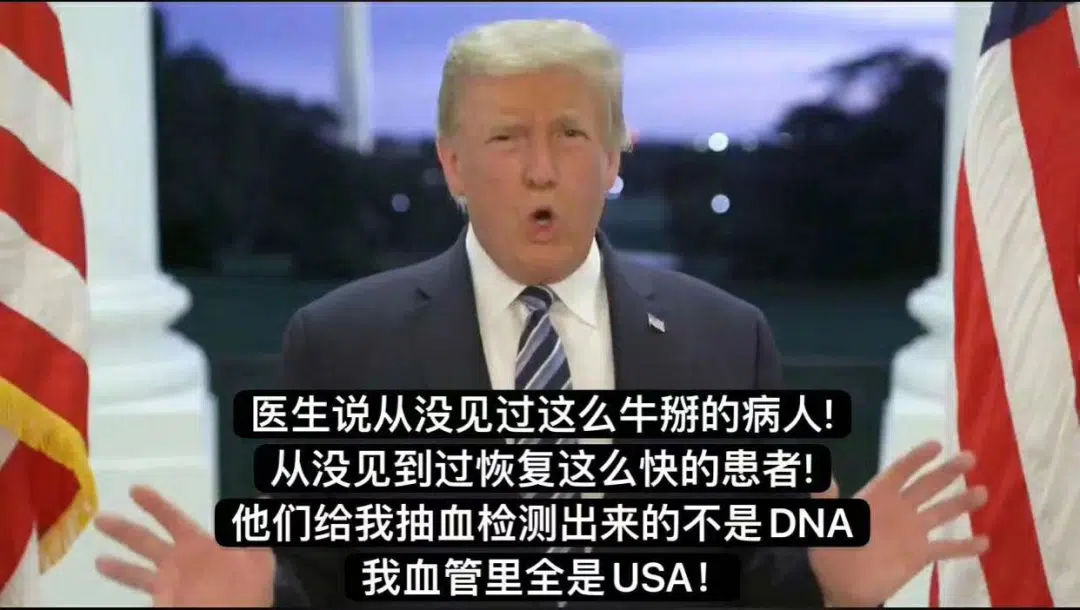 医生说从没见过这么牛掰的病人!
从没见到过恢复这么快的患者!
他们给我抽血检测出来的不是DNA
我血管里全是USA!